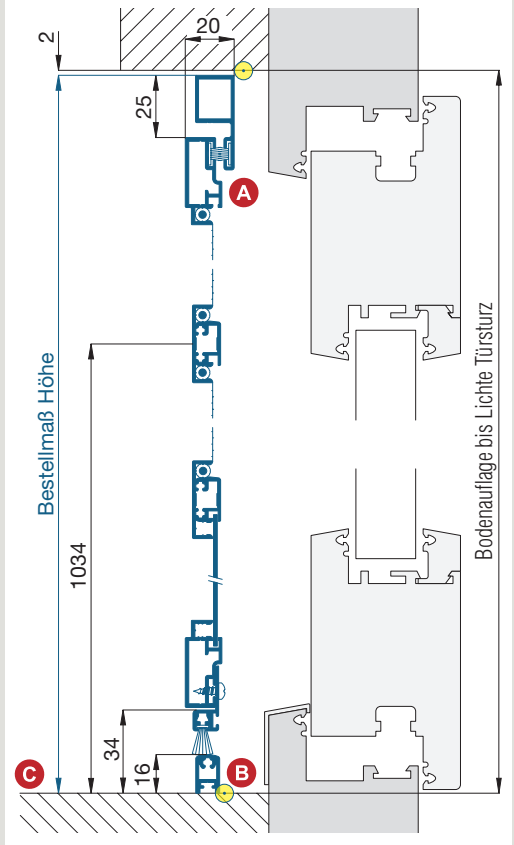 2
20
25
A
Bestellmaß Höhe
1034
Bodenauflage bis Lichte Türsturz
34
16
B
C